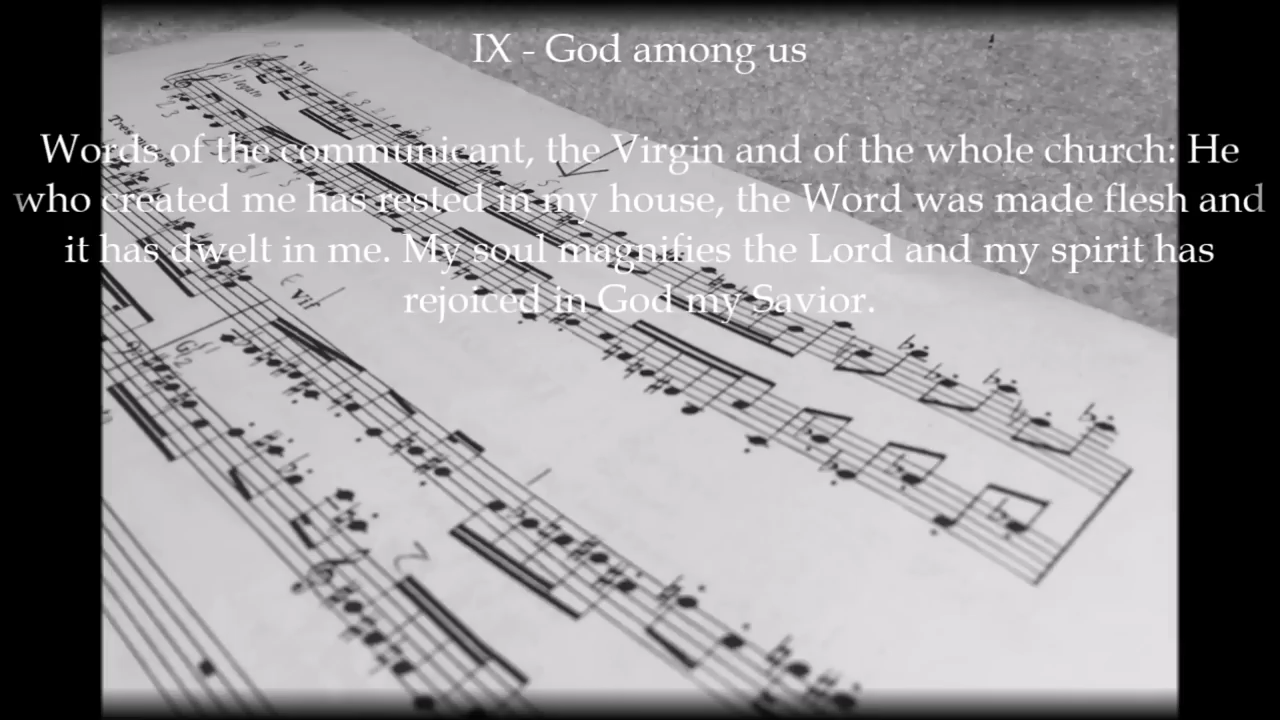 IX - God among us
Words of the communicant, the Virgin and of the whole church: He
who created me has rested in my house, the Word was made flesh and
it has dwelt in me. My soul magnifies the Lord and my spirit has
rejoiced in God my Savior.
Vif
Vif